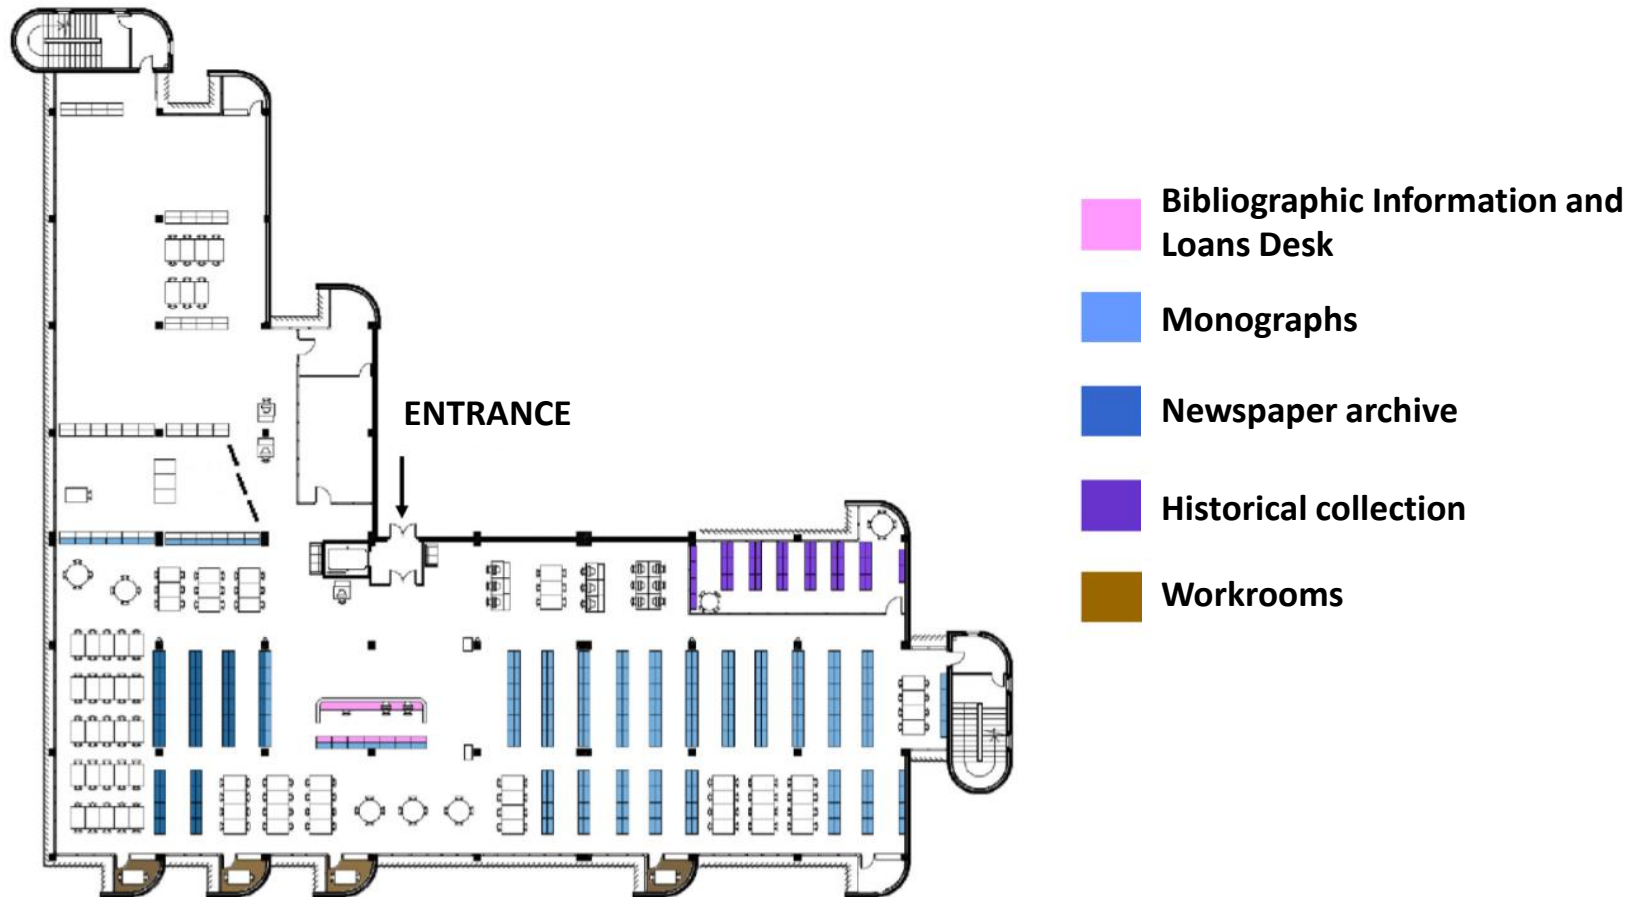 ENTRANCE
Bibliographic Information and
Loans Desk
Monographs
Newspaper archive
Historical collection
Workrooms